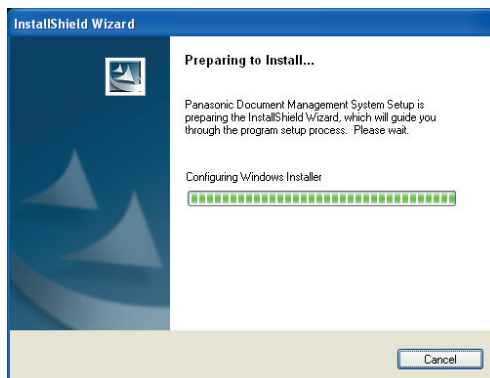 InstallShield Wizard
Preparing to Install...
Panasonic Document Management System Setup is
preparing the InstallShield Wizard, which will guide you
through the program setup process. Please wait.
Configuring Windows Installer
Cancel